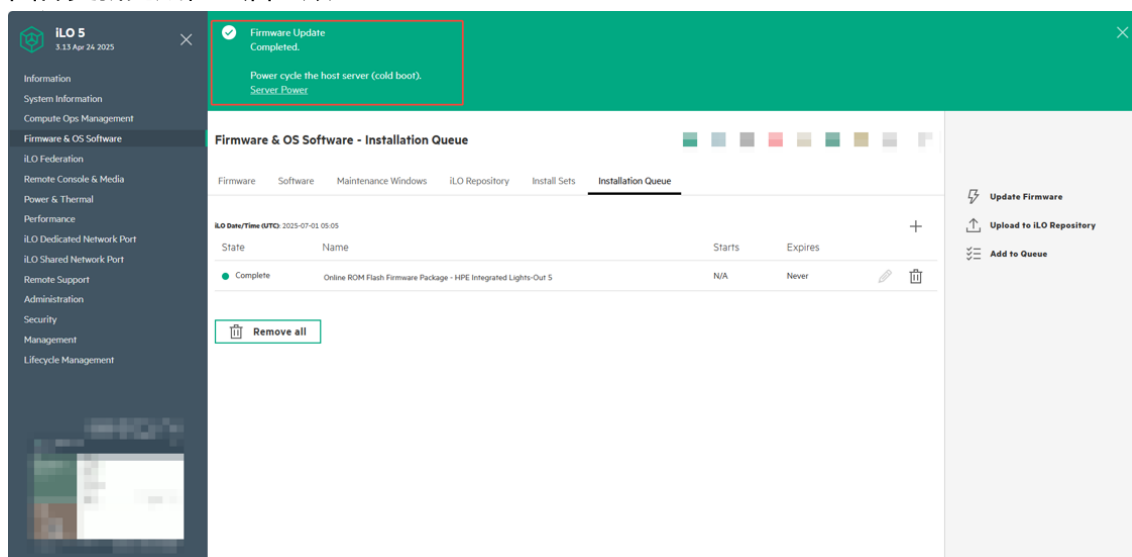 iLO 5
3.13 Apr 24 2025
Information
System Information
Compute Ops Management
Firmware & OS Software
iLO Federation
Remote Console & Media
Power & Thermal
Performance
iLO Dedicated Network Port
iLO Shared Network Port
Remote Support
Administration
Security
Management
Lifecycle Management
Firmware Update
Completed.
Power cycle the host server (cold boot).
Server Power
Firmware & OS Software - Installation Queue
Firmware Software Maintenance Windows iLO Repository Install Sets Installation Queue
iLO Date/Time (UTC): 2025-07-01 05:05
State Name Starts Expires
Complete Online ROM Flash Firmware Package - HPE Integrated Lights-Out 5 N/A Never
Remove all
Update Firmware
Upload to iLO Repository
Add to Queue